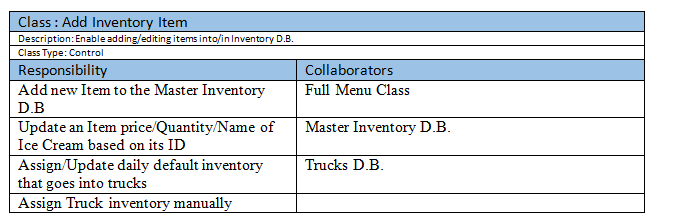 Class : Add Inventory Item
Description: Enable adding/editing items into/in Inventory D.B.
Class Type: Control
Responsibility
Collaborators
Add new Item to the Master Inventory
D.B
Full Menu Class
Update an Item price/Quantity/Name of
Ice Cream based on its ID
Master Inventory D.B.
Assign/Update daily default inventory
that goes into trucks
Trucks D.B.
Assign Truck inventory manually